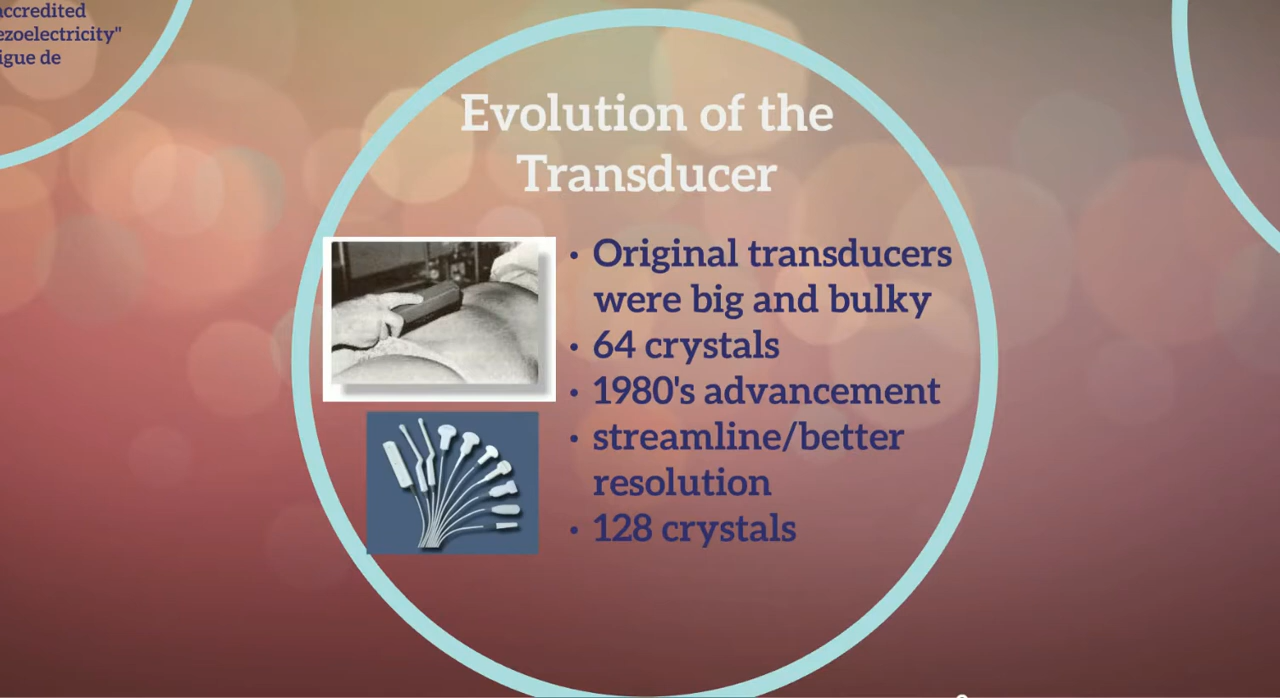 accredited
ezoelectricity"
igue de
Evolution of the
Transducer
• Original transducers
were big and bulky
• 64 crystals
• 1980's advancement
• streamline/better
resolution
• 128 crystals